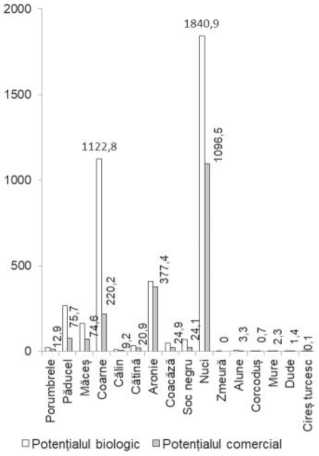 2000
1840,9
1500
1122,8
1096,5
1000
500
377,4
220,2
12,9
75,7
74,6
9,2
20,9
24,9
24,1
0
3,3
0,7
2,3
1,4
0,1
0
Porumbrele
Păducel
Măceș
Coarne
Călin
Cătină
Aronie
Coacăză
Soc negru
Nuci
Zmeură
Alune
Corcoduș
Mure
Dude
Cireș turcesc
Potențialul biologic Potențialul comercial